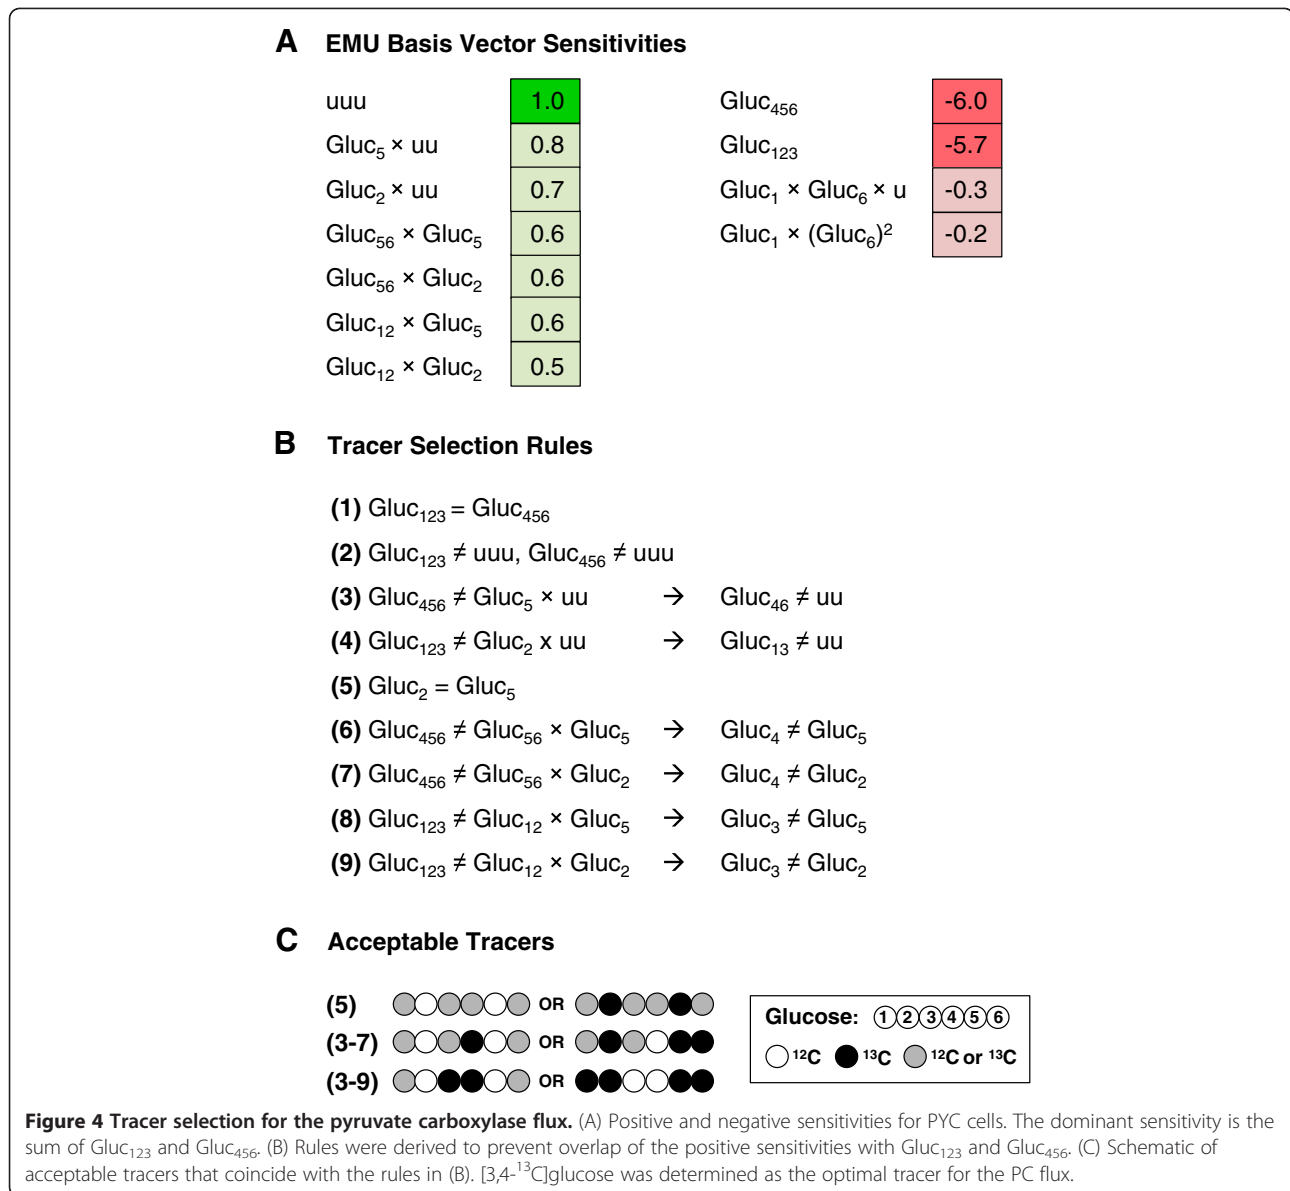 A EMU Basis Vector Sensitivities
uuu 1.0
Gluc₅ × uu 0.8
Gluc₂ × uu 0.7
Gluc₅₆ × Gluc₅ 0.6
Gluc₅₆ × Gluc₂ 0.6
Gluc₁₂ × Gluc₅ 0.6
Gluc₁₂ × Gluc₂ 0.5
Gluc₄₅₆ -6.0
Gluc₁₂₃ -5.7
Gluc₁ × Gluc₆ × u -0.3
Gluc₁ × (Gluc₆)² -0.2
B Tracer Selection Rules
(1) Gluc₁₂₃ = Gluc₄₅₆
(2) Gluc₁₂₃ ≠ uuu, Gluc₄₅₆ ≠ uuu
(3) Gluc₄₅₆ ≠ Gluc₅ × uu → Gluc₄₆ ≠ uu
(4) Gluc₁₂₃ ≠ Gluc₂ x uu → Gluc₁₃ ≠ uu
(5) Gluc₂ = Gluc₅
(6) Gluc₄₅₆ ≠ Gluc₅₆ × Gluc₅ → Gluc₄ ≠ Gluc₅
(7) Gluc₄₅₆ ≠ Gluc₅₆ × Gluc₂ → Gluc₄ ≠ Gluc₂
(8) Gluc₁₂₃ ≠ Gluc₁₂ × Gluc₅ → Gluc₃ ≠ Gluc₅
(9) Gluc₁₂₃ ≠ Gluc₁₂ × Gluc₂ → Gluc₃ ≠ Gluc₂
C Acceptable Tracers
(5) OR
(3-7) OR
(3-9) OR
Glucose: 1 2 3 4 5 6
¹²C ¹³C ¹²C or ¹³C
Figure 4 Tracer selection for the pyruvate carboxylase flux. (A) Positive and negative sensitivities for PYC cells. The dominant sensitivity is the
sum of Gluc₁₂₃ and Gluc₄₅₆. (B) Rules were derived to prevent overlap of the positive sensitivities with Gluc₁₂₃ and Gluc₄₅₆. (C) Schematic of
acceptable tracers that coincide with the rules in (B). [3,4-¹³C]glucose was determined as the optimal tracer for the PC flux.